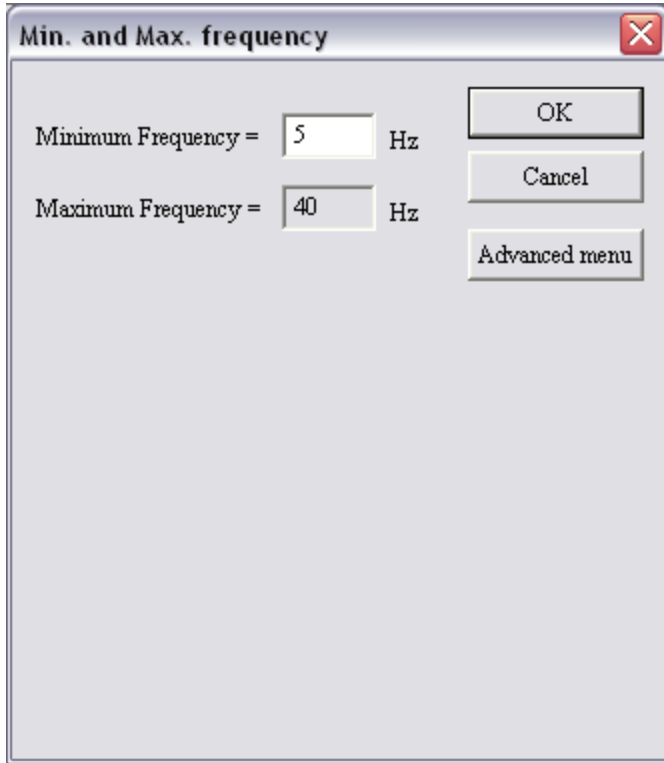 Min. and Max. frequency
Minimum Frequency = 5 Hz
OK
Cancel
Maximum Frequency = 40 Hz
Advanced menu